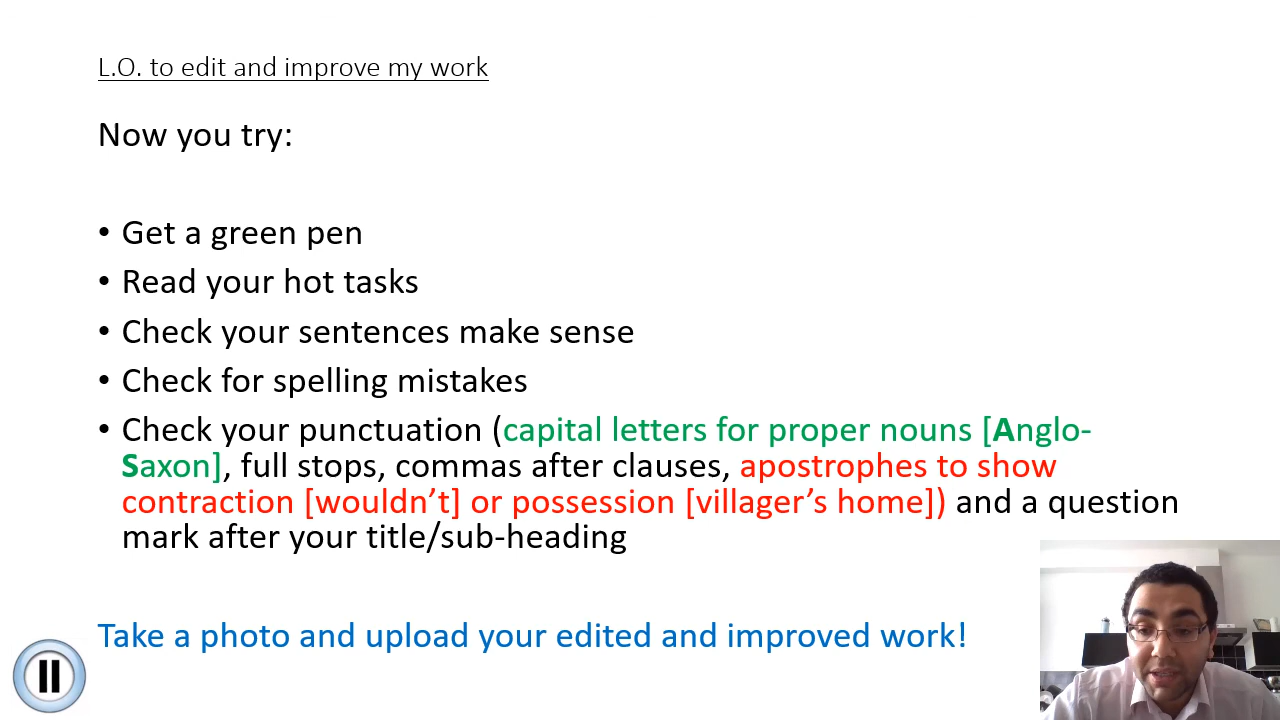 L.O. to edit and improve my work
Now you try:
• Get a green pen
• Read your hot tasks
• Check your sentences make sense
• Check for spelling mistakes
• Check your punctuation (capital letters for proper nouns [Anglo-
Saxon], full stops, commas after clauses, apostrophes to show
contraction [wouldn’t] or possession [villager’s home]) and a question
mark after your title/sub-heading
Take a photo and upload your edited and improved work!